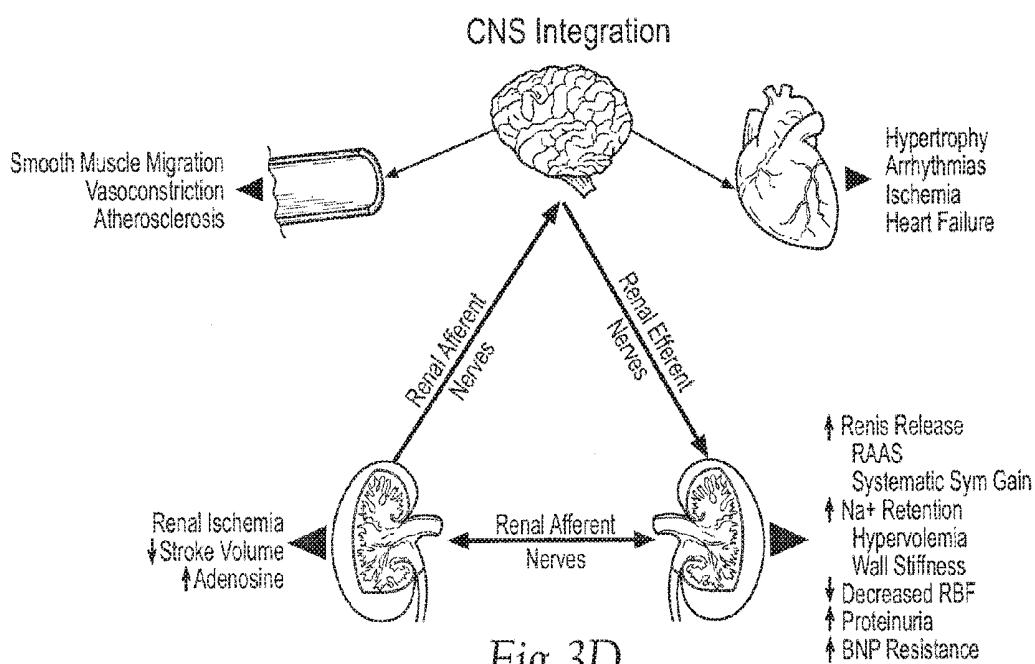 CNS Integration
Smooth Muscle Migration
Vasoconstriction
Atherosclerosis
Hypertrophy
Arrhythmias
Ischemia
Heart Failure
Renal Afferent
Nerves
Renal Efferent
Nerves
Renal Ischemia
↓ Stroke Volume
↑ Adenosine
Renal Afferent
Nerves
↑ Renis Release
RAAS
Systematic Sym Gain
↑ Na+ Retention
Hypervolemia
Wall Stiffness
↓ Decreased RBF
↑ Proteinuria
↑ BNP Resistance
Fig. 3D